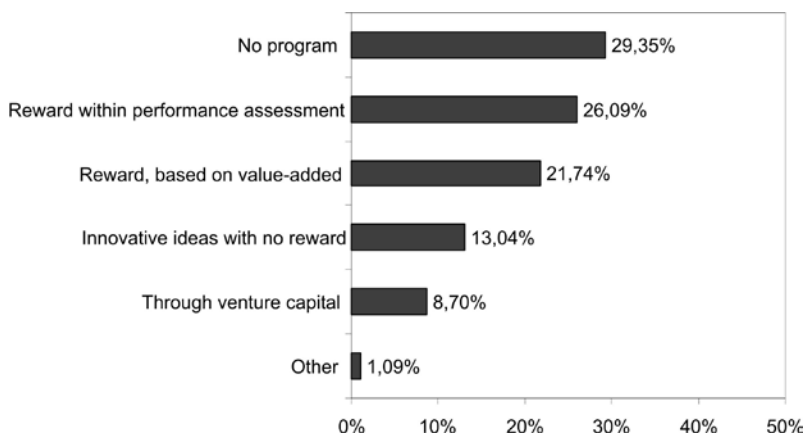 No program 29,35%
Reward within performance assessment 26,09%
Reward, based on value-added 21,74%
Innovative ideas with no reward 13,04%
Through venture capital 8,70%
Other 1,09%
0% 10% 20% 30% 40% 50%